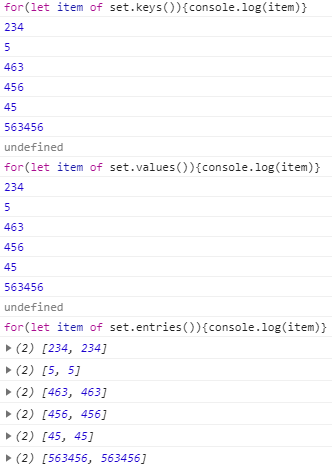 for(let item of set.keys()){console.log(item)}
234
5
463
456
45
563456
undefined
for(let item of set.values()){console.log(item)}
234
5
463
456
45
563456
undefined
for(let item of set.entries()){console.log(item)}
(2) [234, 234]
(2) [5, 5]
(2) [463, 463]
(2) [456, 456]
(2) [45, 45]
(2) [563456, 563456]